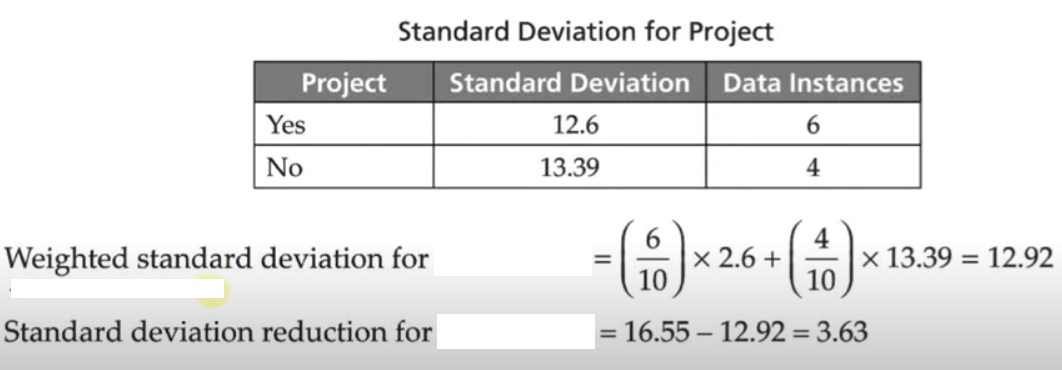 Standard Deviation for Project
Project Standard Deviation Data Instances
Yes 12.6 6
No 13.39 4
Weighted standard deviation for = (6/10) × 2.6 + (4/10) × 13.39 = 12.92
Standard deviation reduction for = 16.55 – 12.92 = 3.63